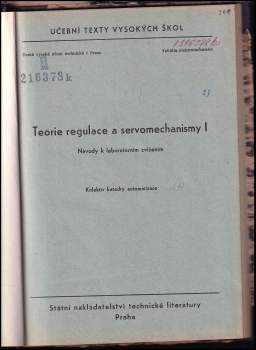 UČEBNÍ TEXTY VYSOKÝCH ŠKOL
České vysoké učení technické v Praze
Fakulta elektrotechnická
216373k
Teorie regulace a servomechanismy I
Návody k laboratorním cvičením
Kolektiv katedry automatizace
Státní nakladatelství technické literatury
Praha